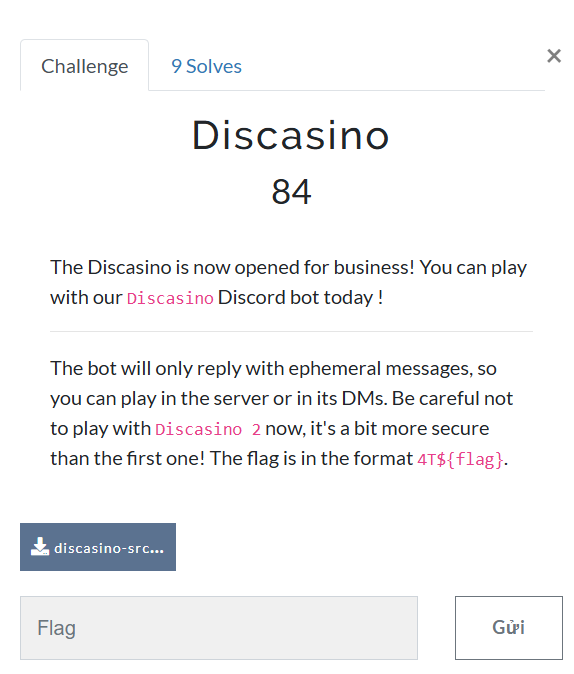 Challenge
9 Solves
×
Discasino
84
The Discasino is now opened for business! You can play
with our Discasino Discord bot today !
The bot will only reply with ephemeral messages, so
you can play in the server or in its DMs. Be careful not
to play with Discasino 2 now, it's a bit more secure
than the first one! The flag is in the format 4T${flag}.
discasino-src...
Flag
Gửi